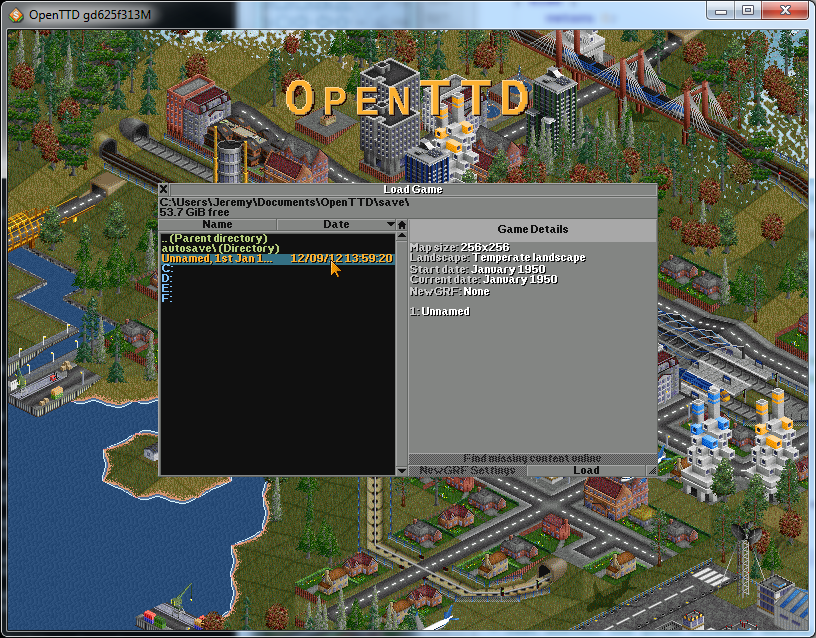 OpenTTD gd625f313M
OPENTTD
X Load Game
C:\Users\Jeremy\Documents\OpenTTD\save\
53.7 GiB free
Name Date
Game Details
.. (Parent directory)
autosave\ (Directory)
Unnamed, 1st Jan 1... 12/09/12 13:59:20
C:
D:
E:
F:
Map size: 256x256
Landscape: Temperate landscape
Start date: January 1950
Current date: January 1950
NewGRF: None
1: Unnamed
Find missing content online
NewGRF Settings Load